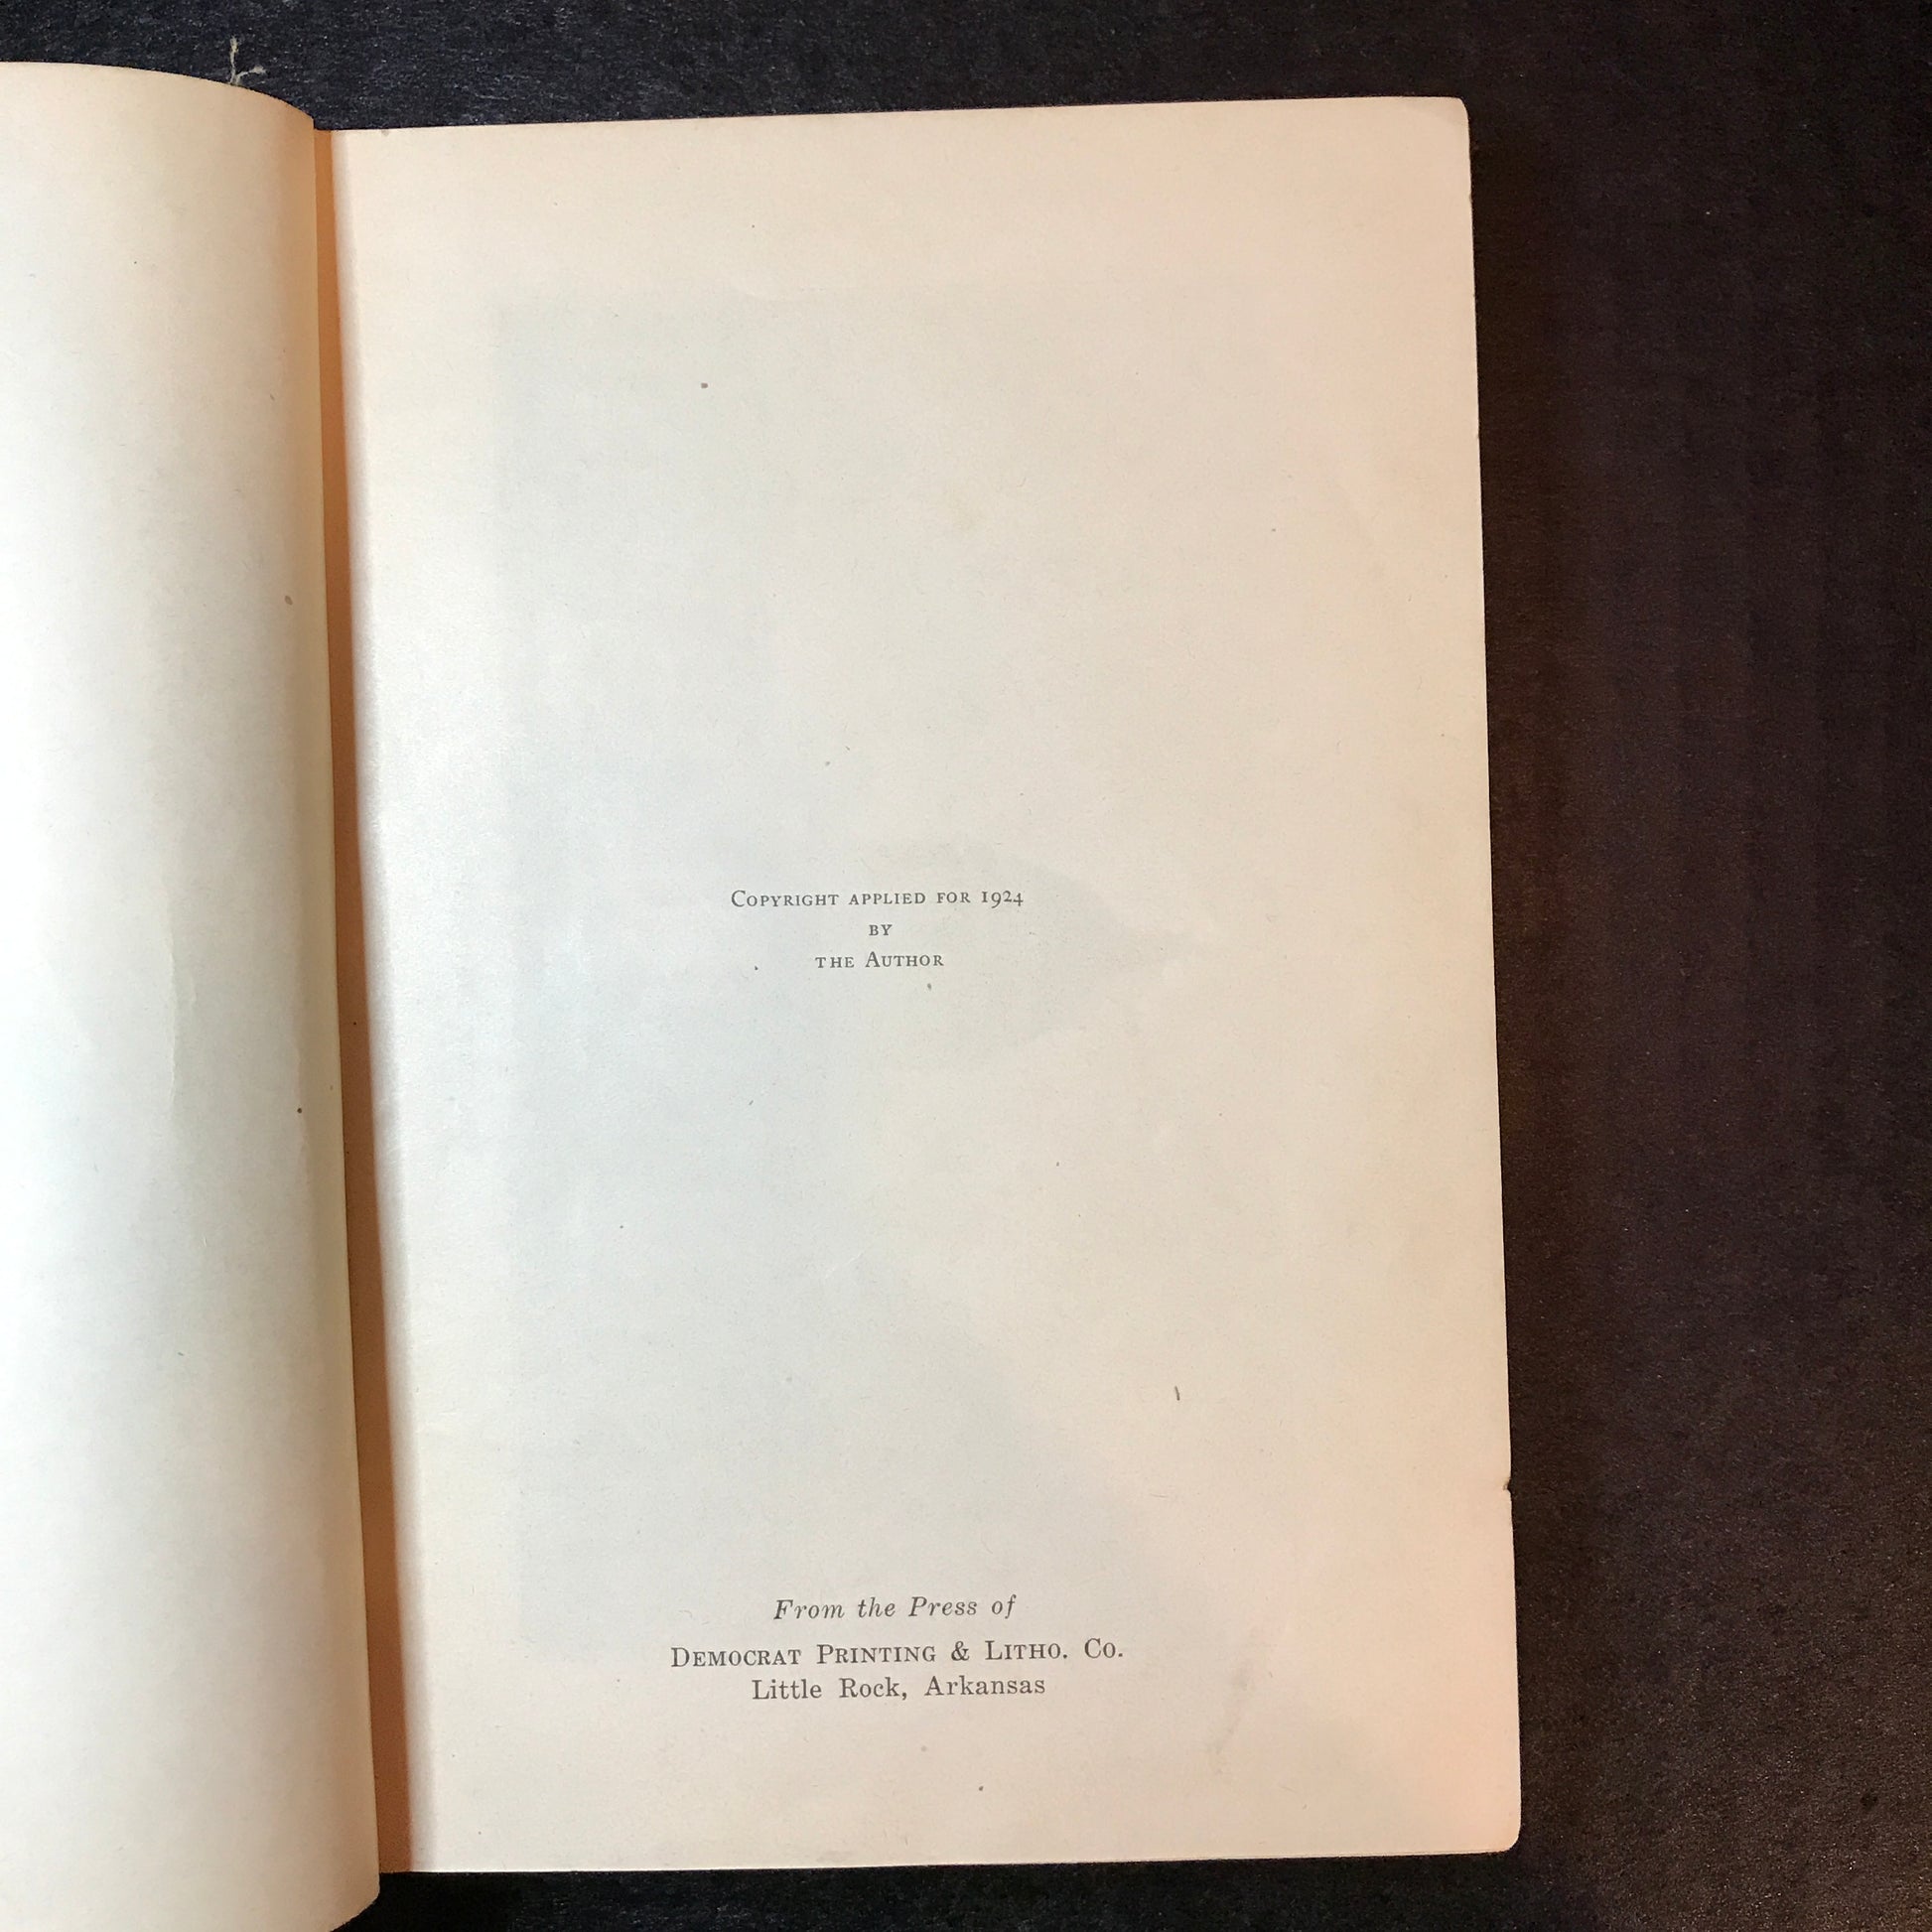 Copyright applied for 1924
by
the Author
From the Press of
Democrat Printing & Litho. Co.
Little Rock, Arkansas